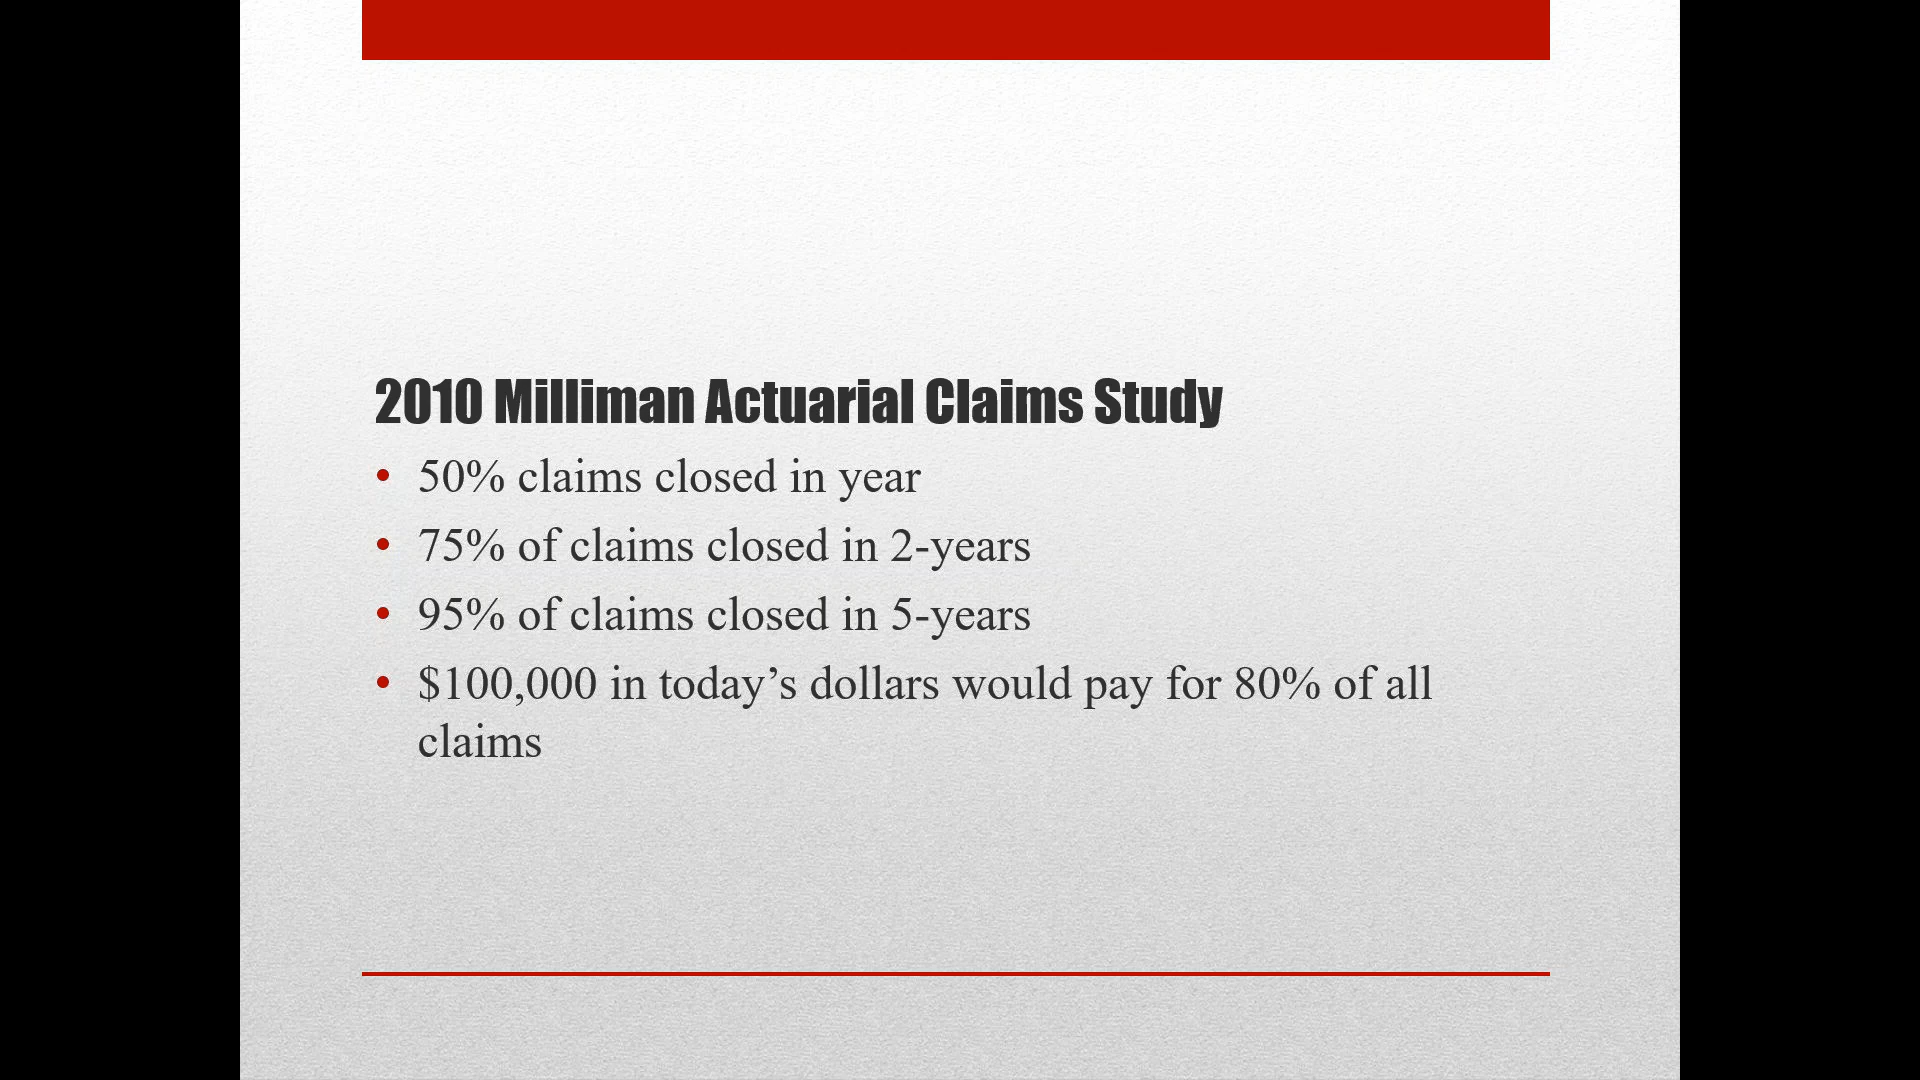 2010 Milliman Actuarial Claims Study
• 50% claims closed in year
• 75% of claims closed in 2-years
• 95% of claims closed in 5-years
• $100,000 in today’s dollars would pay for 80% of all
claims